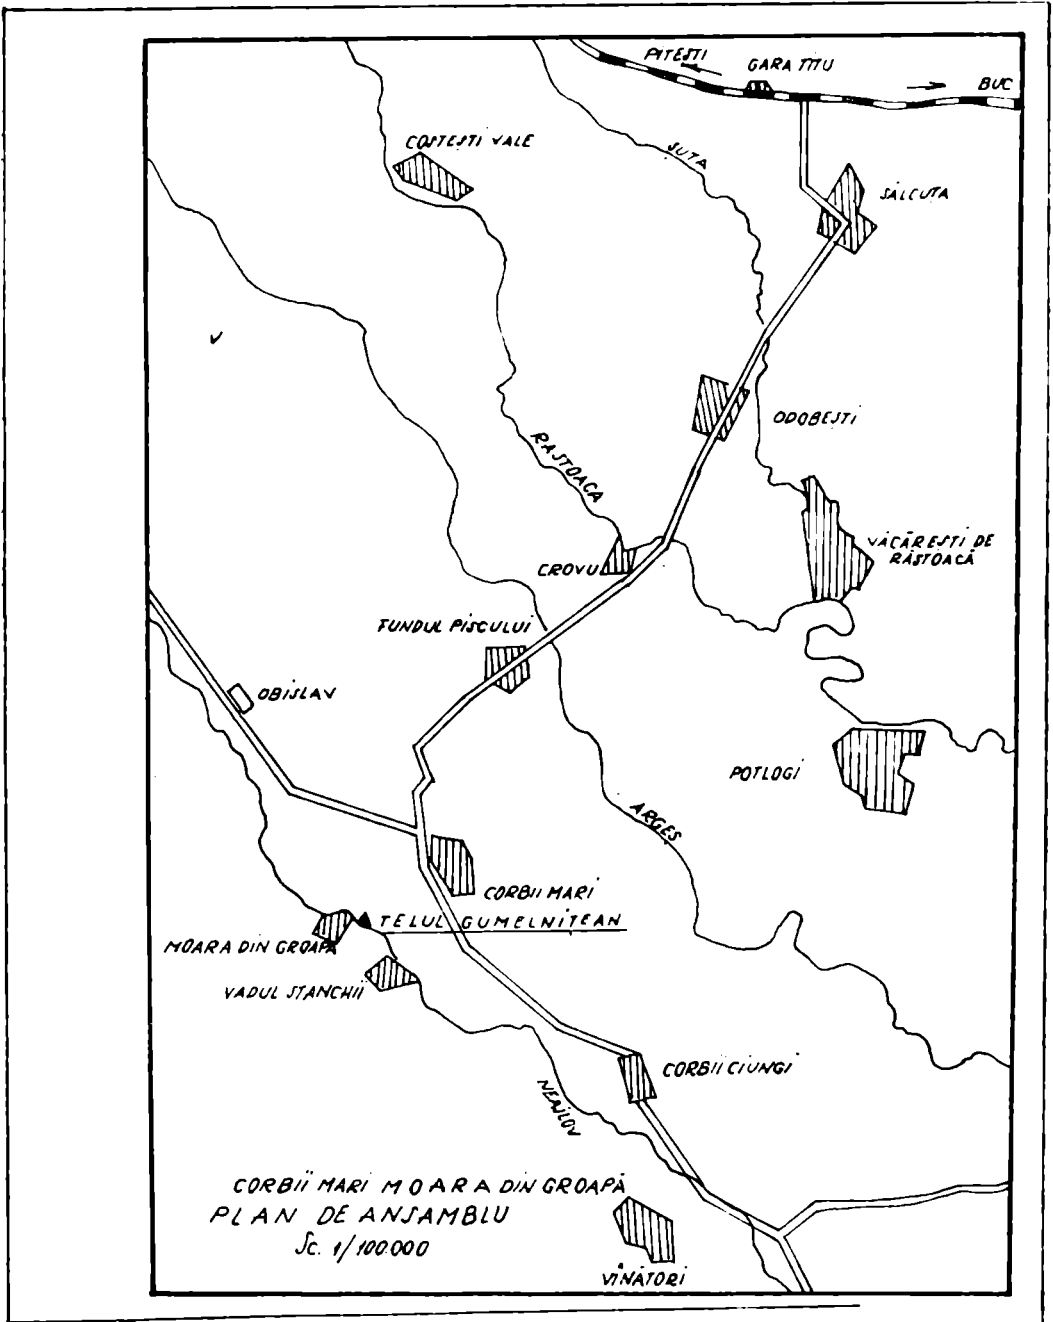 PITEȘTI
GARA TITU
BUC
COSTEȘTI VALE
SUTA
SĂLCUȚA
ODOBEȘTI
RASTOACA
VĂCĂREȘTI DE
RĂSTOACĂ
CROVU
FUNDUL PISCULUI
OBISLAV
POTLOGI
ARGEȘ
CORBII MARI
TELUL GUMELNIȚEAN
MOARA DIN GROAPĂ
VADUL STANCHII
CORBII CIUNGI
NEAJLOV
CORBII MARI MOARA DIN GROAPĂ
PLAN DE ANSAMBLU
Sc. 1/100.000
VÎNĂTORI